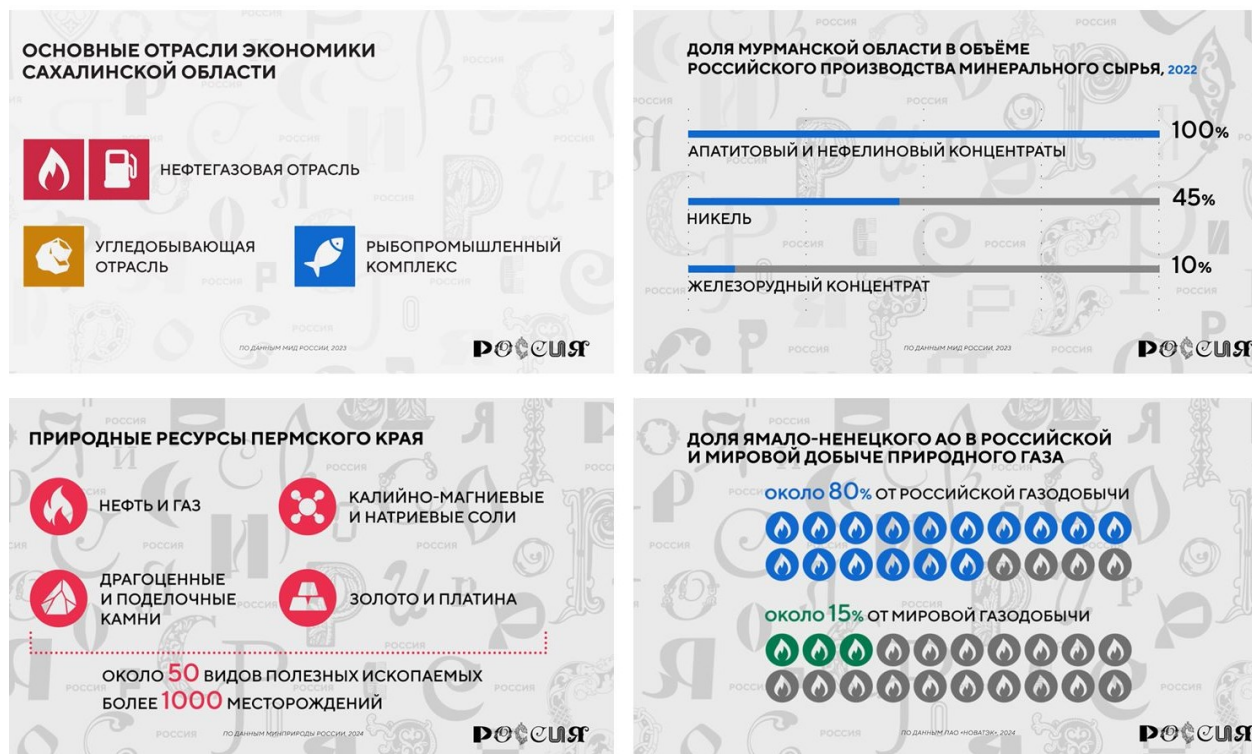 ОСНОВНЫЕ ОТРАСЛИ ЭКОНОМИКИ
САХАЛИНСКОЙ ОБЛАСТИ
НЕФТЕГАЗОВАЯ ОТРАСЛЬ
УГЛЕДОБЫВАЮЩАЯ
ОТРАСЛЬ
РЫБОПРОМЫШЛЕННЫЙ
КОМПЛЕКС
ПО ДАННЫМ МИД РОССИИ, 2023
РОССИЯ
ДОЛЯ МУРМАНСКОЙ ОБЛАСТИ В ОБЪЁМЕ
РОССИЙСКОГО ПРОИЗВОДСТВА МИНЕРАЛЬНОГО СЫРЬЯ, 2022
100%
АПАТИТОВЫЙ И НЕФЕЛИНОВЫЙ КОНЦЕНТРАТЫ
45%
НИКЕЛЬ
10%
ЖЕЛЕЗОРУДНЫЙ КОНЦЕНТРАТ
ПО ДАННЫМ МИД РОССИИ, 2023
РОССИЯ
ПРИРОДНЫЕ РЕСУРСЫ ПЕРМСКОГО КРАЯ
НЕФТЬ И ГАЗ
КАЛИЙНО-МАГНИЕВЫЕ
И НАТРИЕВЫЕ СОЛИ
ДРАГОЦЕННЫЕ
И ПОДЕЛОЧНЫЕ
КАМНИ
ЗОЛОТО И ПЛАТИНА
ОКОЛО 50 ВИДОВ ПОЛЕЗНЫХ ИСКОПАЕМЫХ
БОЛЕЕ 1000 МЕСТОРОЖДЕНИЙ
ПО ДАННЫМ МИНПРИРОДЫ РОССИИ, 2024
РОССИЯ
ДОЛЯ ЯМАЛО-НЕНЕЦКОГО АО В РОССИЙСКОЙ
И МИРОВОЙ ДОБЫЧЕ ПРИРОДНОГО ГАЗА
ОКОЛО 80% ОТ РОССИЙСКОЙ ГАЗОДОБЫЧИ
ОКОЛО 15% ОТ МИРОВОЙ ГАЗОДОБЫЧИ
ПО ДАННЫМ ПАО «НОВАТЭК», 2024
РОССИЯ